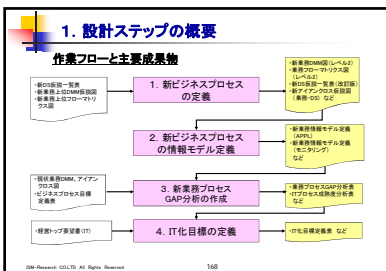 1. 設計ステップの概要
作業フローと主要成果物
・新DS仮説一覧表
・新業務上位DMM仮説図
・新業務上位フローマトリ
クス図
1. 新ビジネスプロセス
の定義
・新業務DMM図(レベル2)
・業務フローマトリクス図
(レベル2)
・新DS仮説一覧表(改訂版)
・新アイアンクロス仮説図
(業務-DS) など
2. 新ビジネスプロセス
の情報モデル定義
・新業務情報モデル定義
(APPL)
・新業務情報モデル定義
(モニタリング)
など
・現状業務DMM, アイアン
クロス図
・ビジネスプロセス目標
定義表
3. 新業務プロセス
GAP分析の作成
・業務プロセスGAP分析表
・ITプロセス成熟度分析表
など
・経営トップ要望書(IT)
4. IT化目標の定義
・IT化目標定義表 など
ISM-Research CO.LTD All Rights Reserved
168